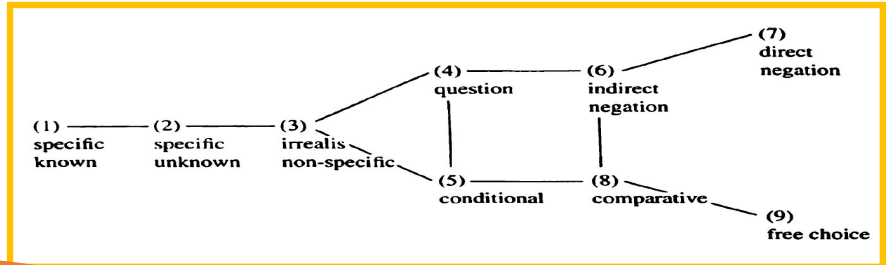 (7)
direct
negation
(4)
question
(6)
indirect
negation
(1)
specific
known
(2)
specific
unknown
(3)
irrealis
non-specific
(5)
conditional
(8)
comparative
(9)
free choice